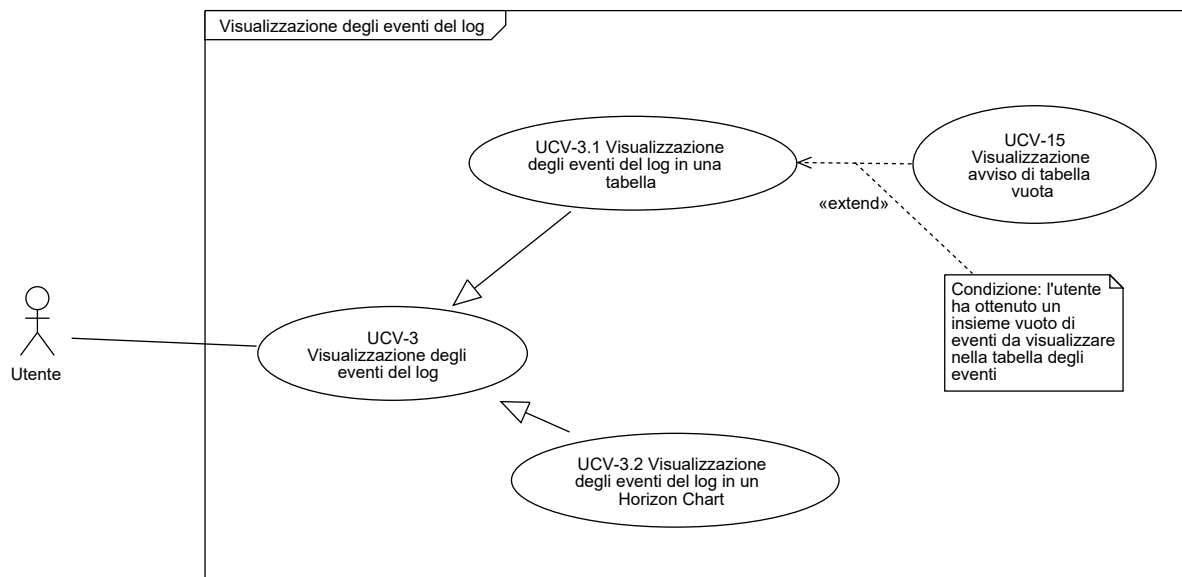 Visualizzazione degli eventi del log
UCV-3.1 Visualizzazione
degli eventi del log in una
tabella
UCV-15
Visualizzazione
avviso di tabella
vuota
«extend»
Condizione: l'utente
ha ottenuto un
insieme vuoto di
eventi da visualizzare
nella tabella degli
eventi
Utente
UCV-3
Visualizzazione degli
eventi del log
UCV-3.2 Visualizzazione
degli eventi del log in un
Horizon Chart